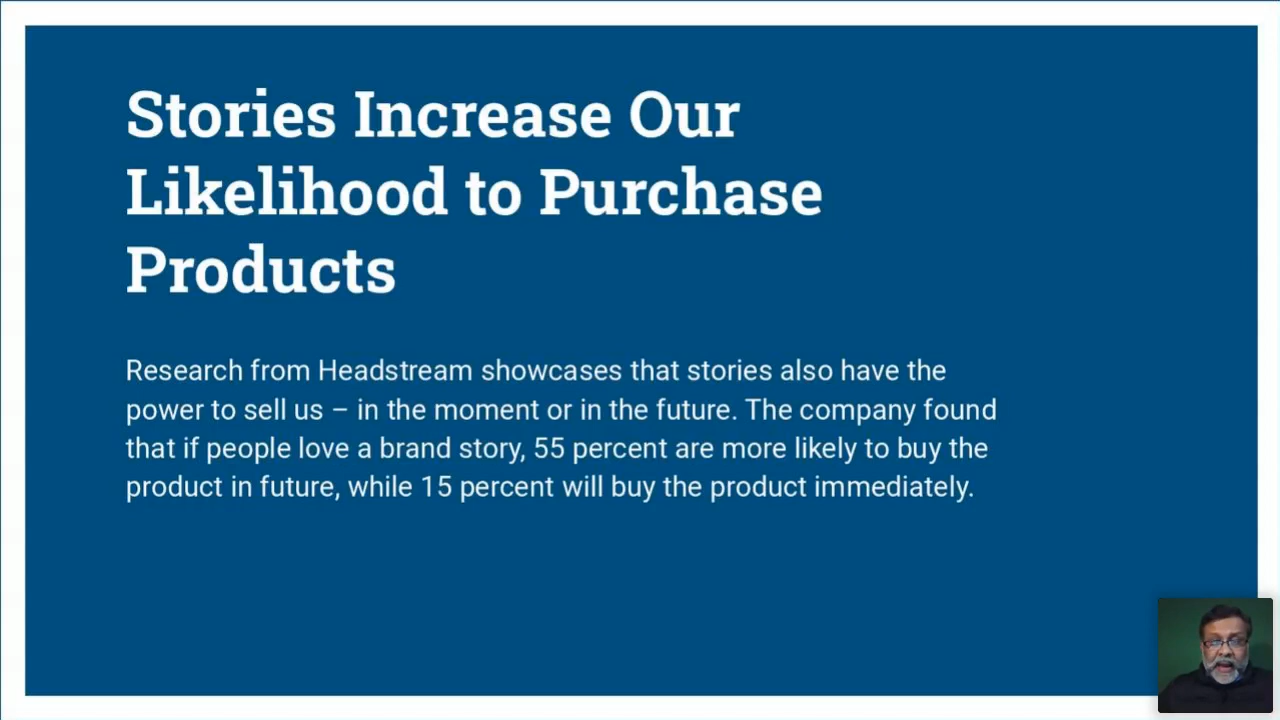 Stories Increase Our
Likelihood to Purchase
Products
Research from Headstream showcases that stories also have the
power to sell us – in the moment or in the future. The company found
that if people love a brand story, 55 percent are more likely to buy the
product in future, while 15 percent will buy the product immediately.